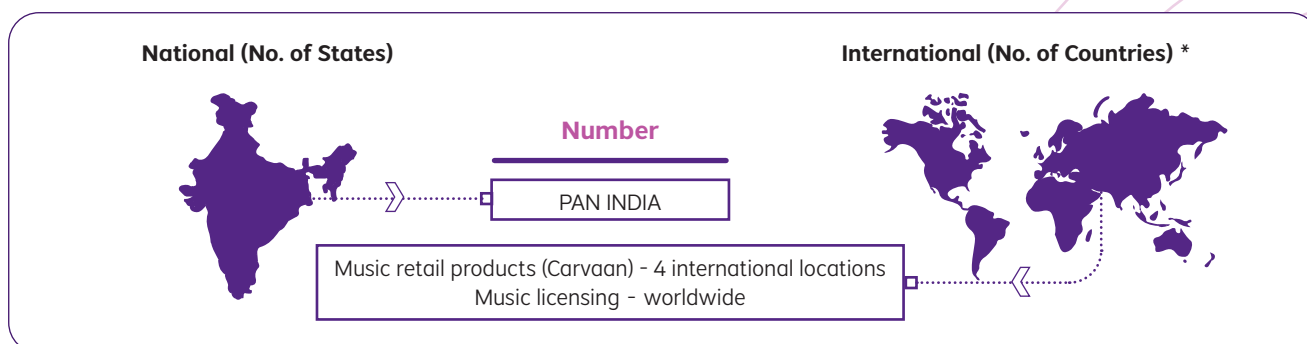 National (No. of States)
International (No. of Countries) *
Number
PAN INDIA
Music retail products (Carvaan) - 4 international locations
Music licensing - worldwide